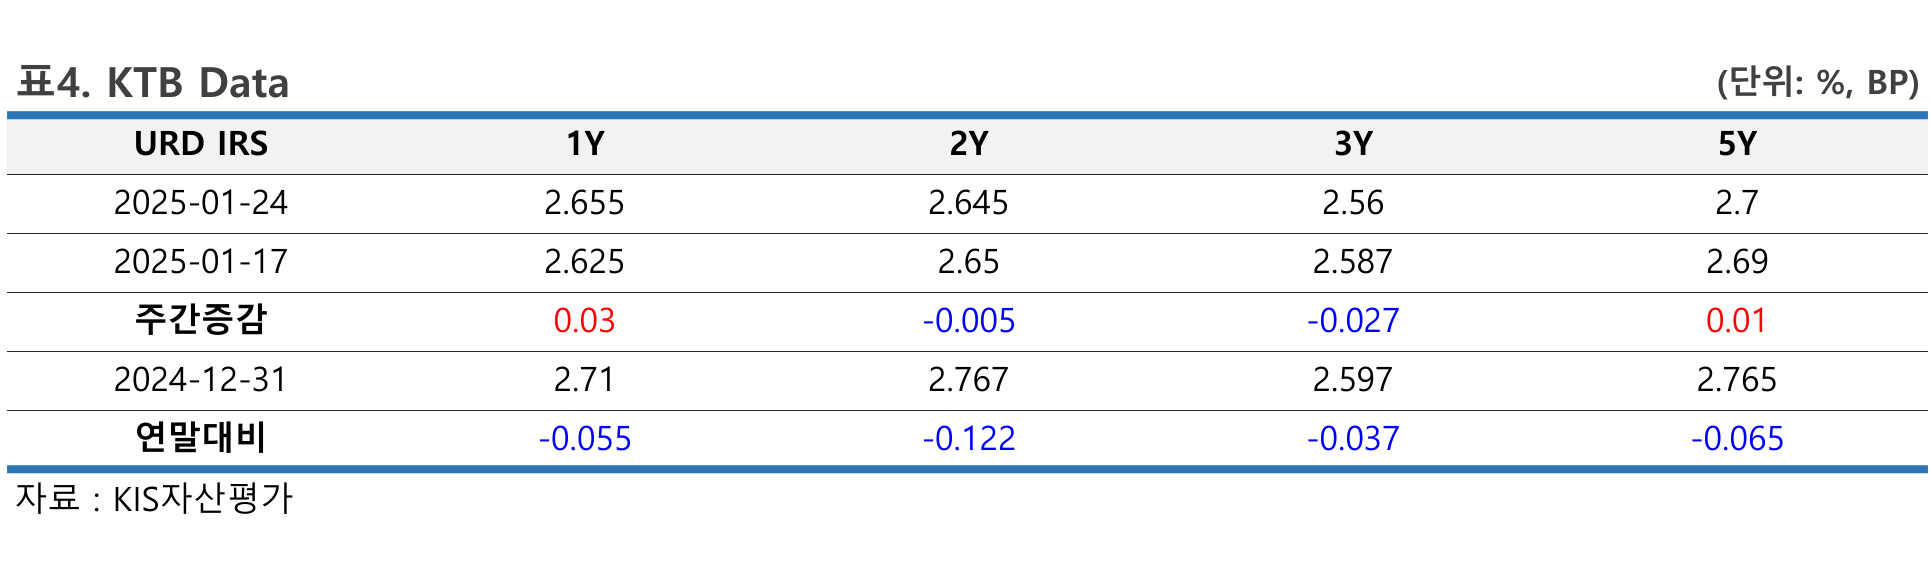 표4. KTB Data (단위: %, BP)
URD IRS 1Y 2Y 3Y 5Y
2025-01-24 2.655 2.645 2.56 2.7
2025-01-17 2.625 2.65 2.587 2.69
주간증감 0.03 -0.005 -0.027 0.01
2024-12-31 2.71 2.767 2.597 2.765
연말대비 -0.055 -0.122 -0.037 -0.065
자료 : KIS자산평가